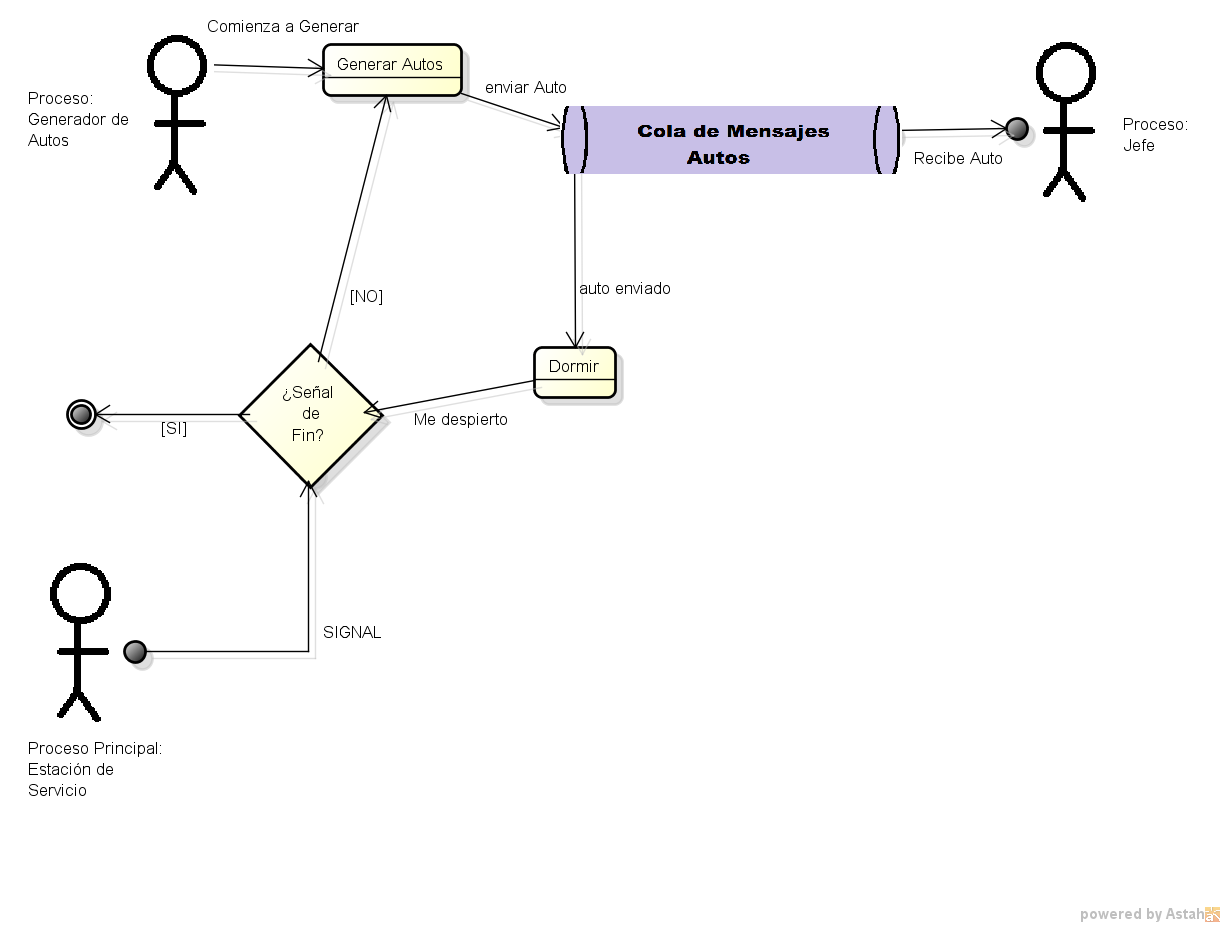 Comienza a Generar
Generar Autos
enviar Auto
Proceso:
Generador de
Autos
Cola de Mensajes
Autos
Recibe Auto
Proceso:
Jefe
[NO]
auto enviado
Dormir
¿Señal
de
Fin?
Me despierto
[SI]
SIGNAL
Proceso Principal:
Estación de
Servicio
powered by Astah